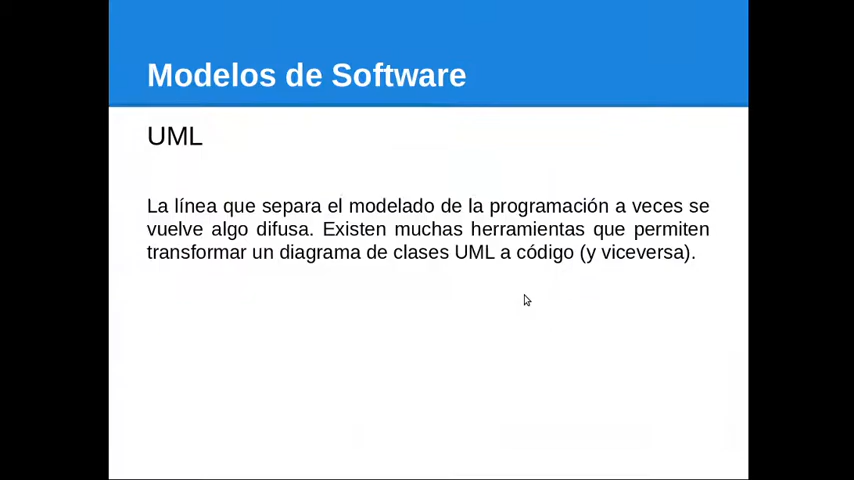 Modelos de Software
UML
La línea que separa el modelado de la programación a veces se
vuelve algo difusa. Existen muchas herramientas que permiten
transformar un diagrama de clases UML a código (y viceversa).